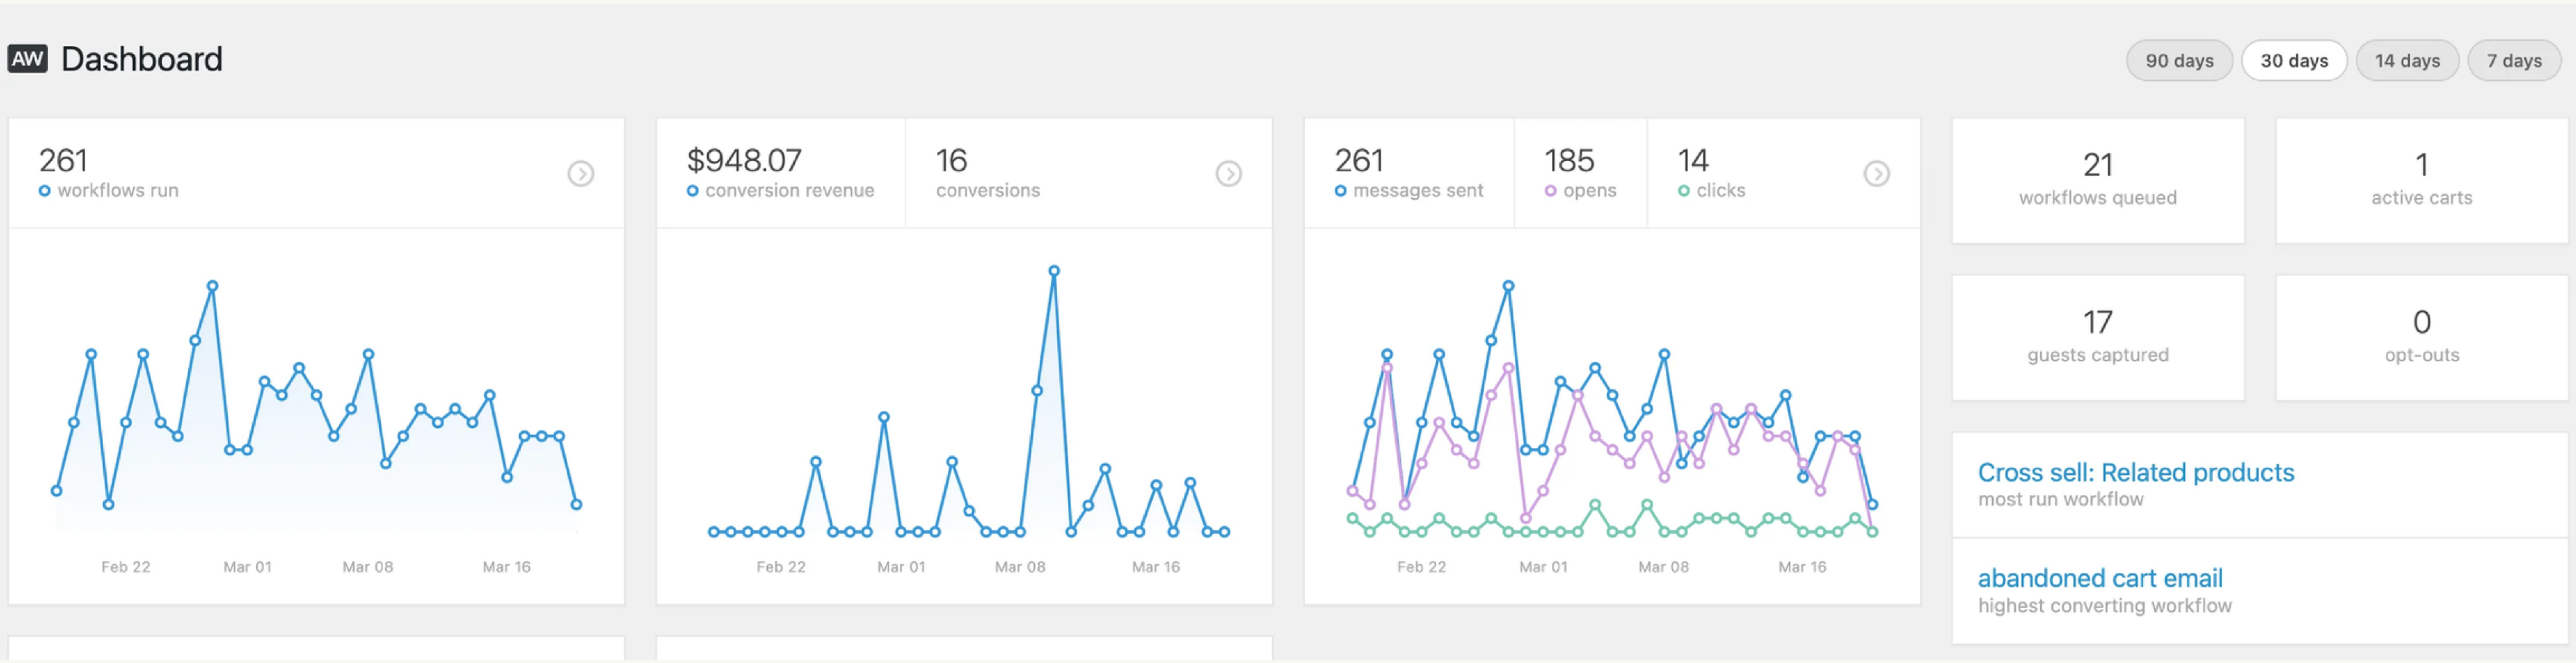 AW Dashboard
90 days 30 days 14 days 7 days
261
workflows run
Feb 22 Mar 01 Mar 08 Mar 16
$948.07 16
conversion revenue conversions
Feb 22 Mar 01 Mar 08 Mar 16
261 185 14
messages sent opens clicks
Feb 22 Mar 01 Mar 08 Mar 16
21
workflows queued
1
active carts
17
guests captured
0
opt-outs
Cross sell: Related products
most run workflow
abandoned cart email
highest converting workflow